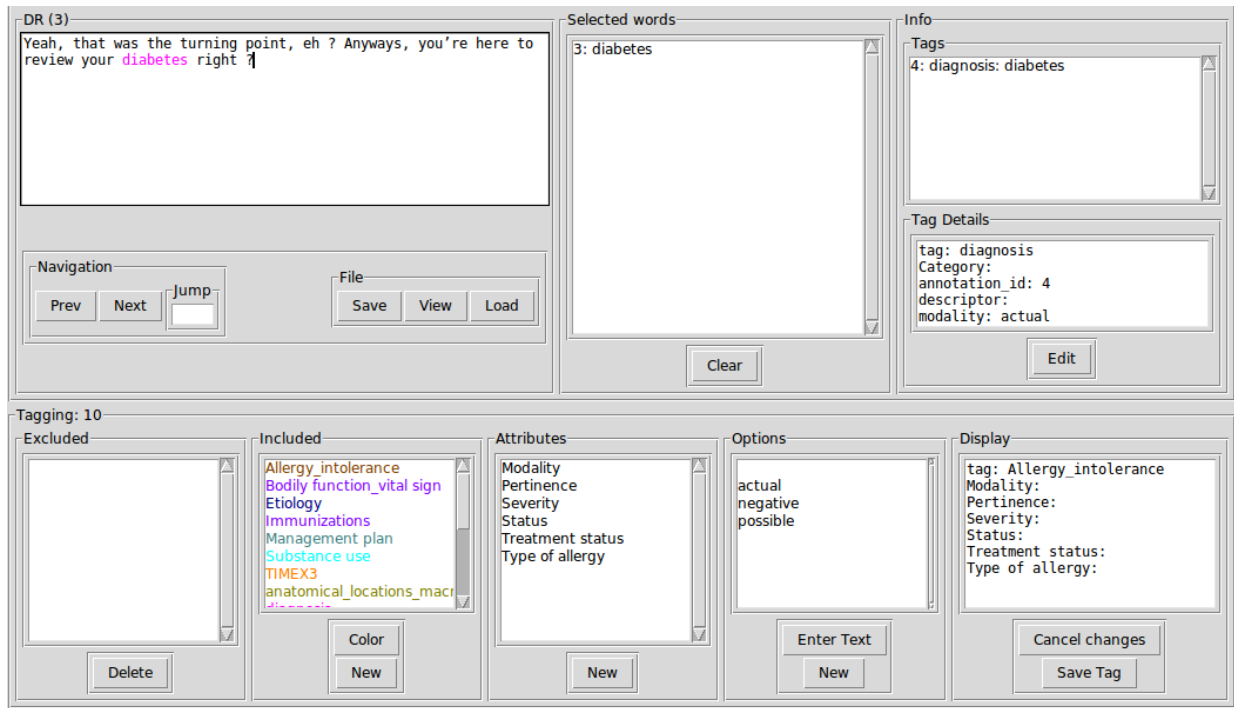 DR (3)
Yeah, that was the turning point, eh ? Anyways, you’re here to
review your diabetes right ?
Navigation
Prev
Next
Jump
File
Save
View
Load
Selected words
3: diabetes
Clear
Info
Tags
4: diagnosis: diabetes
Tag Details
tag: diagnosis
Category:
annotation_id: 4
descriptor:
modality: actual
Edit
Tagging: 10
Excluded
Delete
Included
Allergy_intolerance
Bodily function_vital sign
Etiology
Immunizations
Management plan
Substance use
TIMEX3
anatomical_locations_macr
diagnosis
Color
New
Attributes
Modality
Pertinence
Severity
Status
Treatment status
Type of allergy
New
Options
actual
negative
possible
Enter Text
New
Display
tag: Allergy_intolerance
Modality:
Pertinence:
Severity:
Status:
Treatment status:
Type of allergy:
Cancel changes
Save Tag